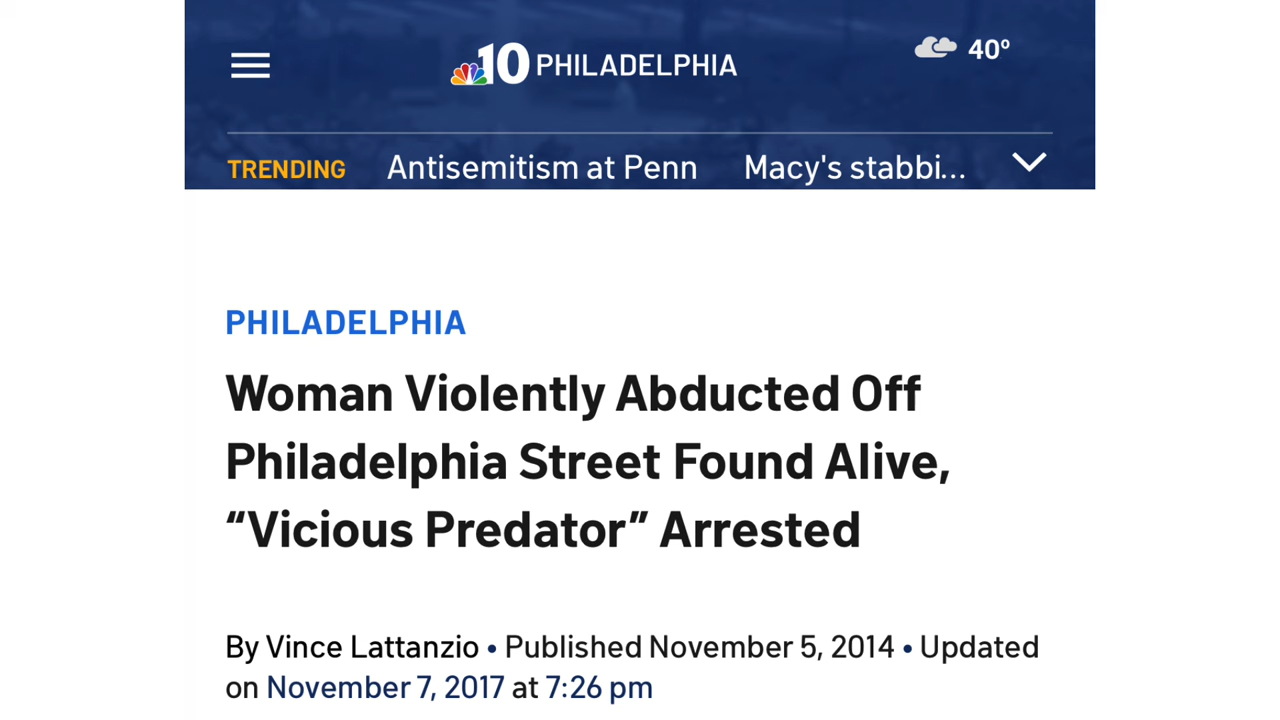 10 PHILADELPHIA
40º
TRENDING Antisemitism at Penn Macy's stabbi...
PHILADELPHIA
Woman Violently Abducted Off
Philadelphia Street Found Alive,
“Vicious Predator” Arrested
By Vince Lattanzio • Published November 5, 2014 • Updated
on November 7, 2017 at 7:26 pm